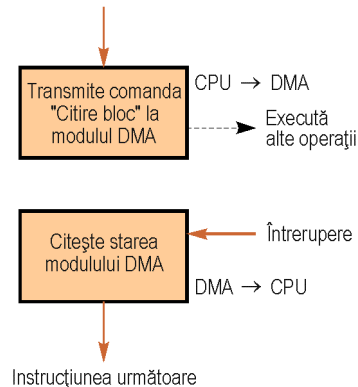 Transmite comanda
"Citire bloc" la
modulul DMA
CPU → DMA
Execută
alte operaţii
Citeşte starea
modulului DMA
Întrerupere
DMA → CPU
Instrucţiunea următoare